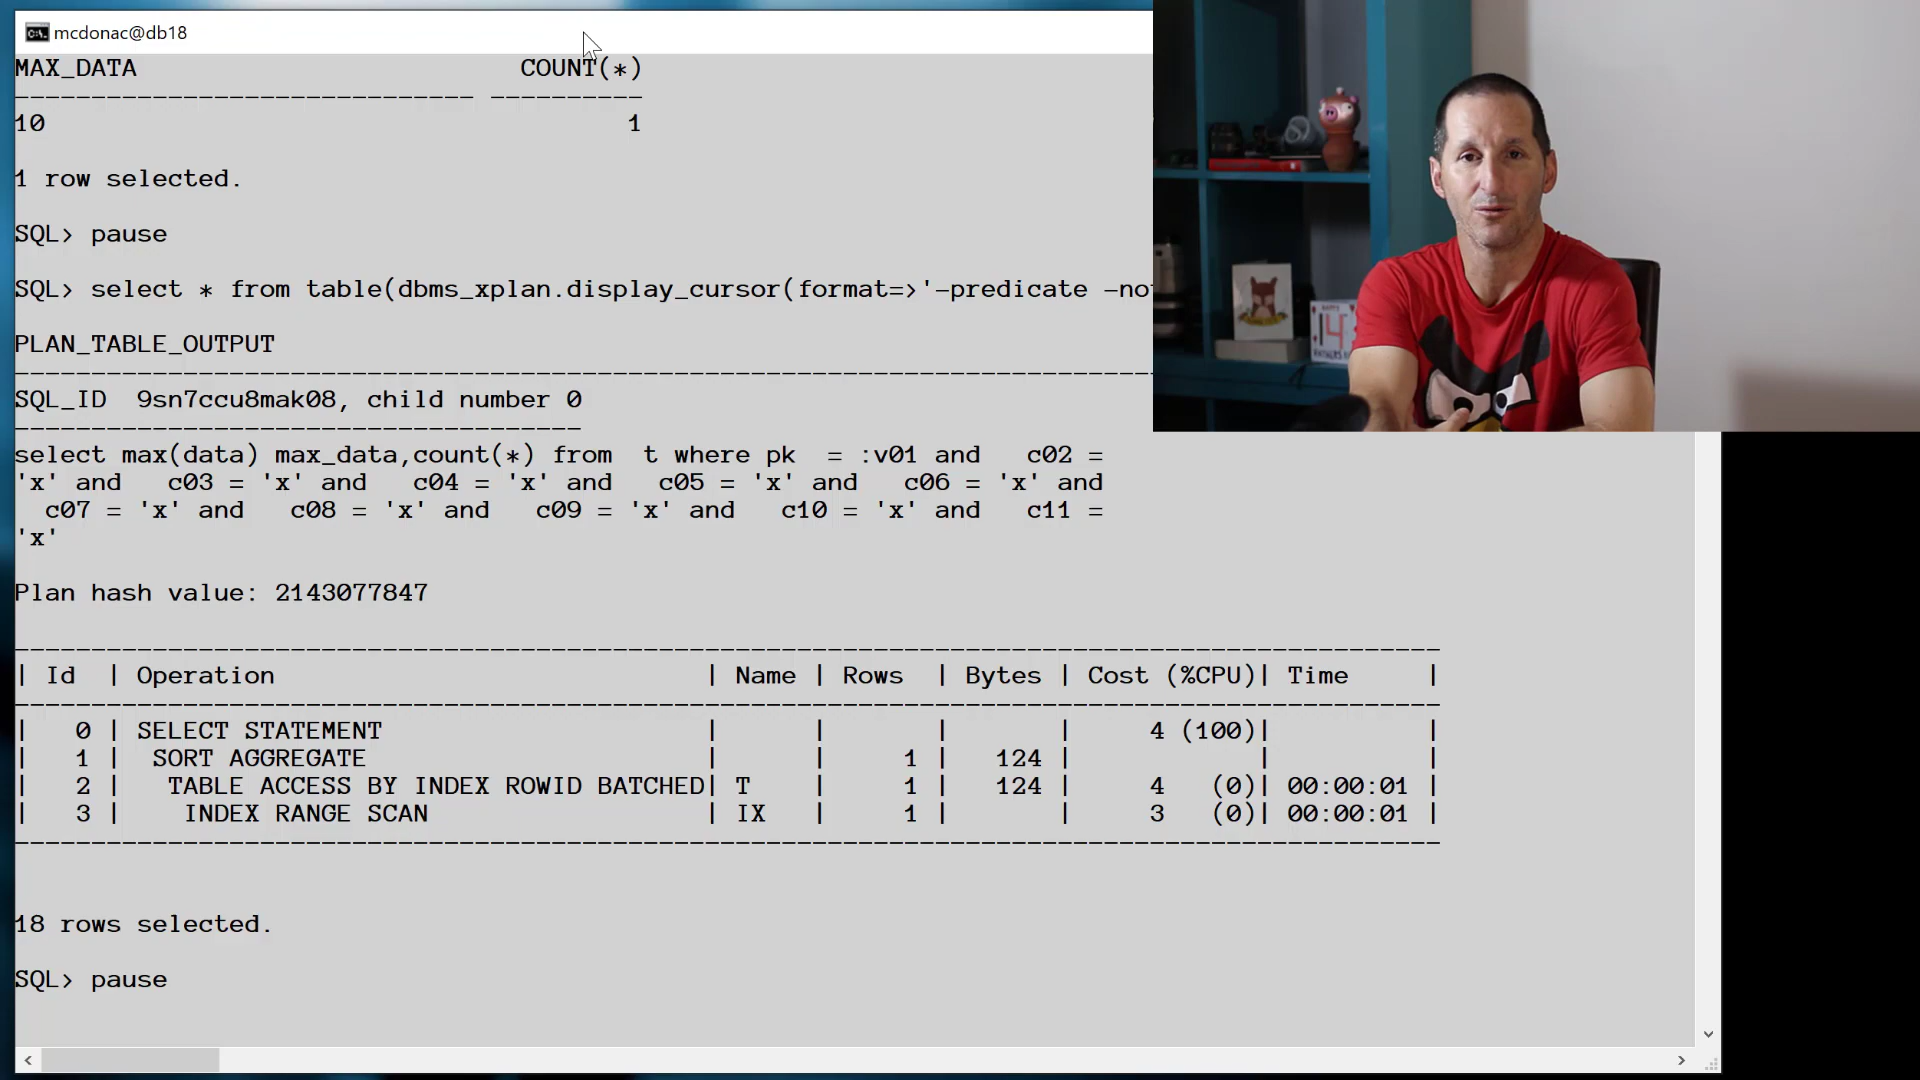 mcdonac@db18
MAX_DATA                                  COUNT(*)
------------------------------ ----------
10                                       1
1 row selected.
SQL> pause
SQL> select * from table(dbms_xplan.display_cursor(format=>'-predicate
PLAN_TABLE_OUTPUT
---------------------------------------------------------------------------
SQL_ID  9sn7ccu8mak08, child number 0
-------------------------------------
select max(data) max_data,count(*) from  t where pk  = :v01 and   c02 =
'x' and   c03 = 'x' and   c04 = 'x' and   c05 = 'x' and   c06 = 'x' and
  c07 = 'x' and   c08 = 'x' and   c09 = 'x' and   c10 = 'x' and   c11 =
'x'
Plan hash value: 2143077847
---------------------------------------------------------------------------------------------
| Id  | Operation                            | Name | Rows  | Bytes | Cost (%CPU)| Time     |
---------------------------------------------------------------------------------------------
|   0 | SELECT STATEMENT                     |      |       |       |     4 (100)|          |
|   1 |  SORT AGGREGATE                      |      |     1 |   124 |            |          |
|   2 |   TABLE ACCESS BY INDEX ROWID BATCHED| T    |     1 |   124 |     4   (0)| 00:00:01 |
|   3 |    INDEX RANGE SCAN                  | IX   |     1 |       |     3   (0)| 00:00:01 |
---------------------------------------------------------------------------------------------
18 rows selected.
SQL> pause
14